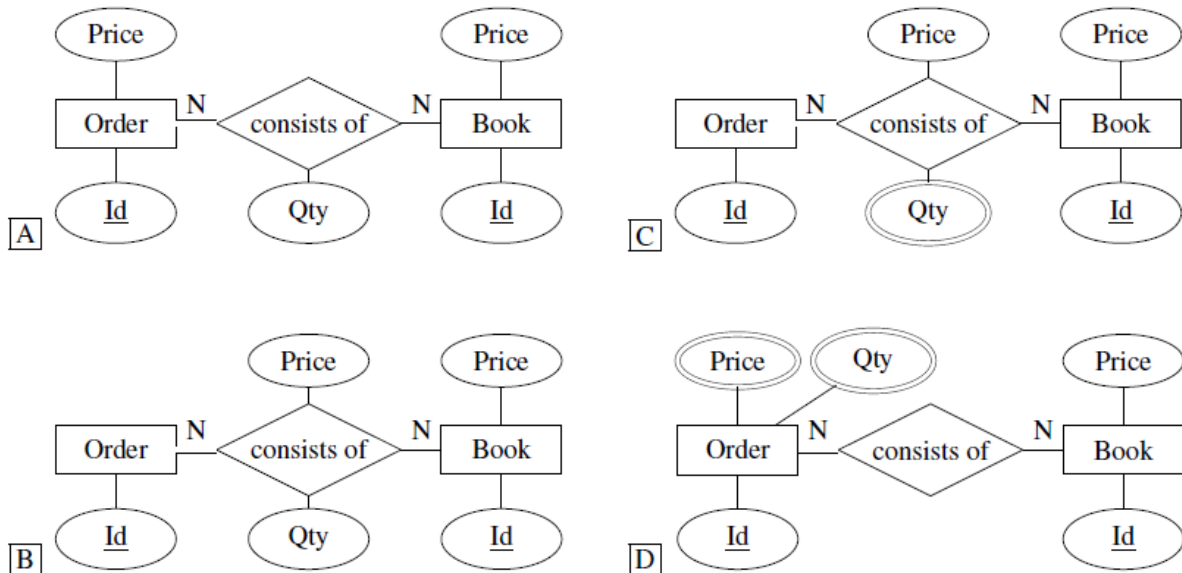 Price
Price
Order
N
consists of
N
Book
Id
Qty
Id
A
Price
Price
Order
N
consists of
N
Book
Id
Qty
Id
C
Price
Price
Order
N
consists of
N
Book
Id
Qty
Id
B
Price
Qty
Price
Order
N
consists of
N
Book
Id
Id
D